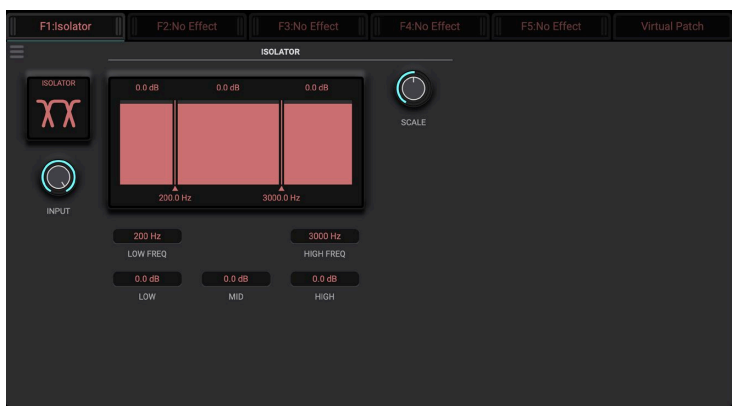 F1:Isolator F2:No Effect F3:No Effect F4:No Effect F5:No Effect Virtual Patch
ISOLATOR
ISOLATOR
0.0 dB 0.0 dB 0.0 dB
SCALE
200.0 Hz 3000.0 Hz
INPUT
200 Hz 3000 Hz
LOW FREQ HIGH FREQ
0.0 dB 0.0 dB 0.0 dB
LOW MID HIGH